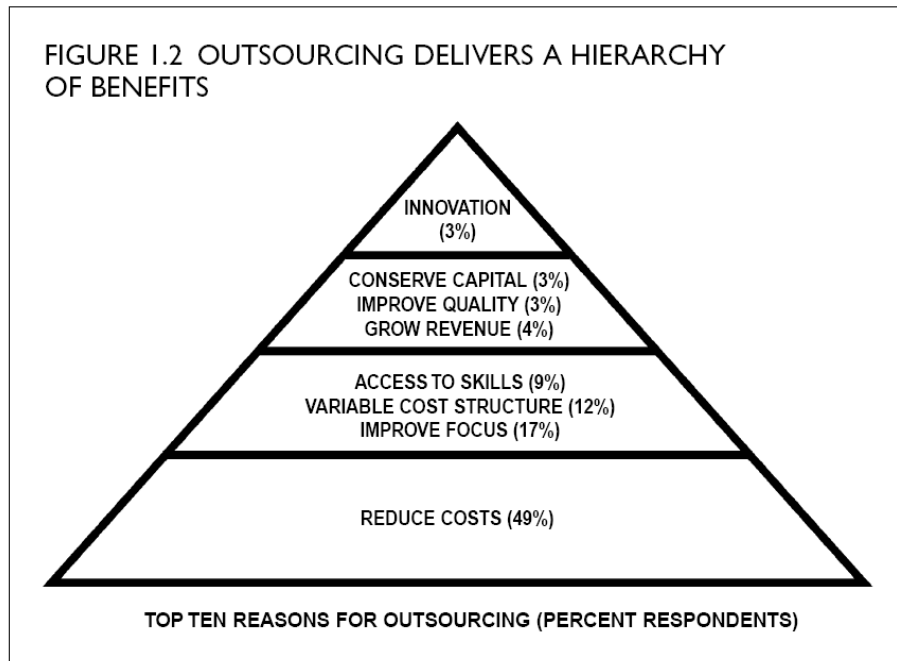 FIGURE 1.2 OUTSOURCING DELIVERS A HIERARCHY
OF BENEFITS
INNOVATION
(3%)
CONSERVE CAPITAL (3%)
IMPROVE QUALITY (3%)
GROW REVENUE (4%)
ACCESS TO SKILLS (9%)
VARIABLE COST STRUCTURE (12%)
IMPROVE FOCUS (17%)
REDUCE COSTS (49%)
TOP TEN REASONS FOR OUTSOURCING (PERCENT RESPONDENTS)